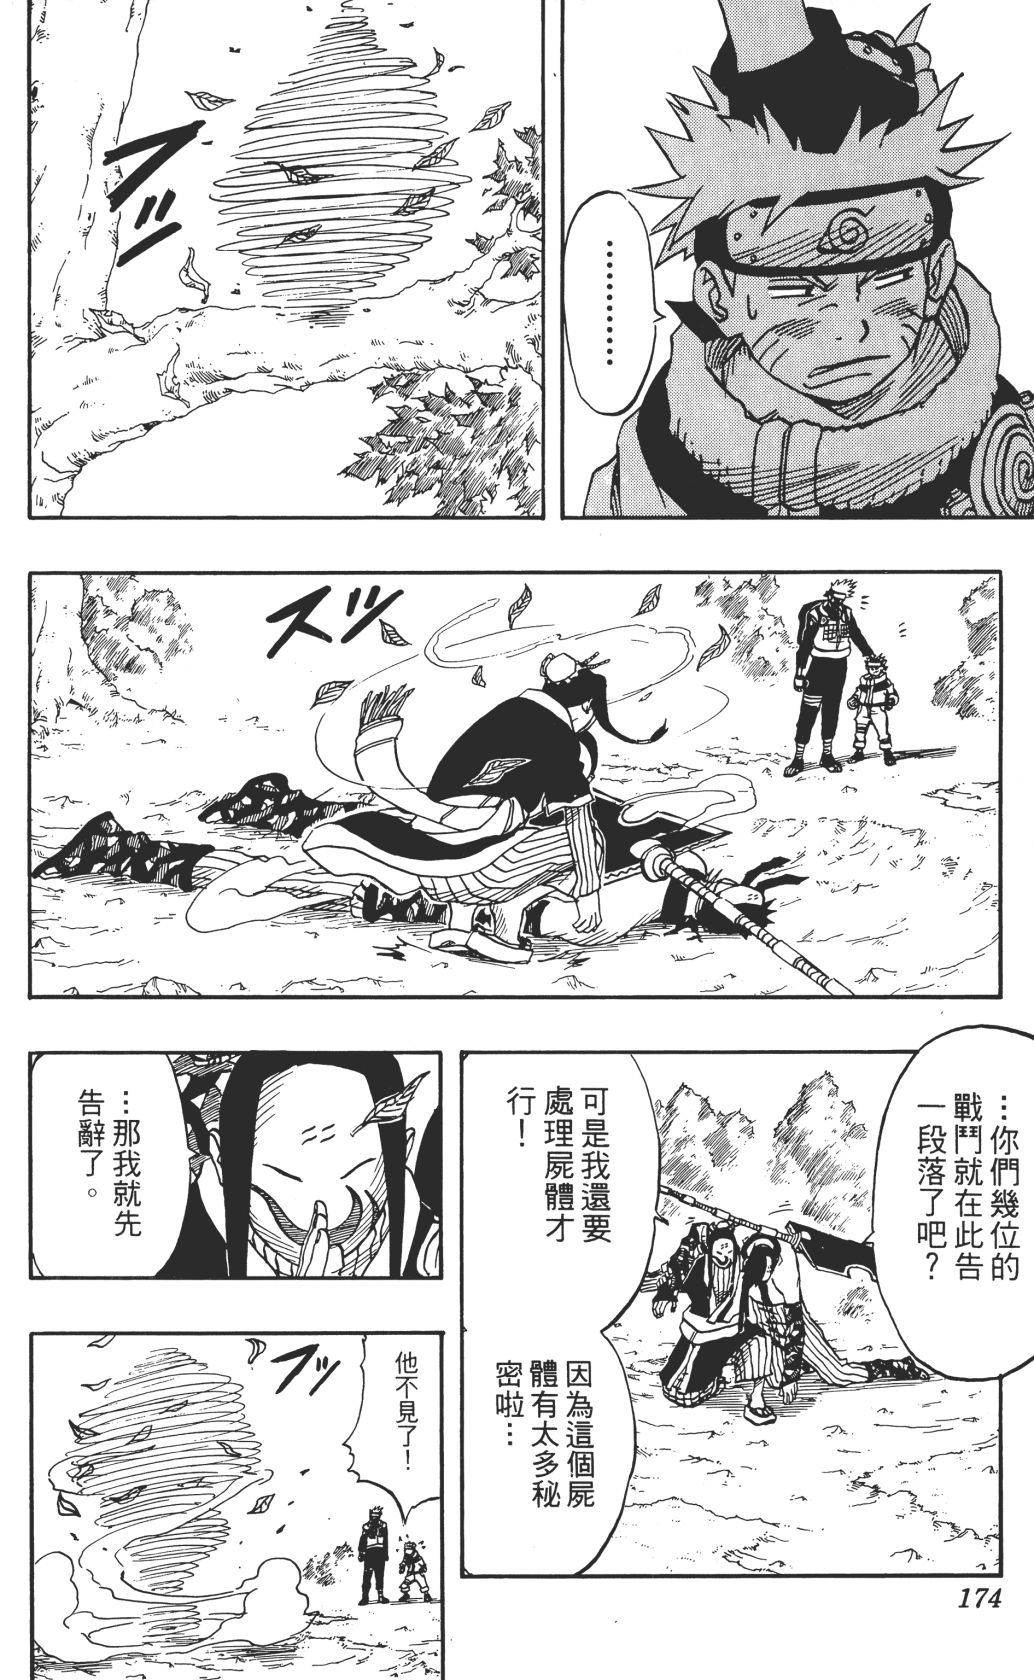 ………
フッ
スッ
…你們幾位的
戰鬥就在此告
一段落了吧？
可是我還要
處理屍體才
行！
因為這個屍
體有太多秘
密啦…
…那我就先
告辭了。
他不見了！
フッ
174